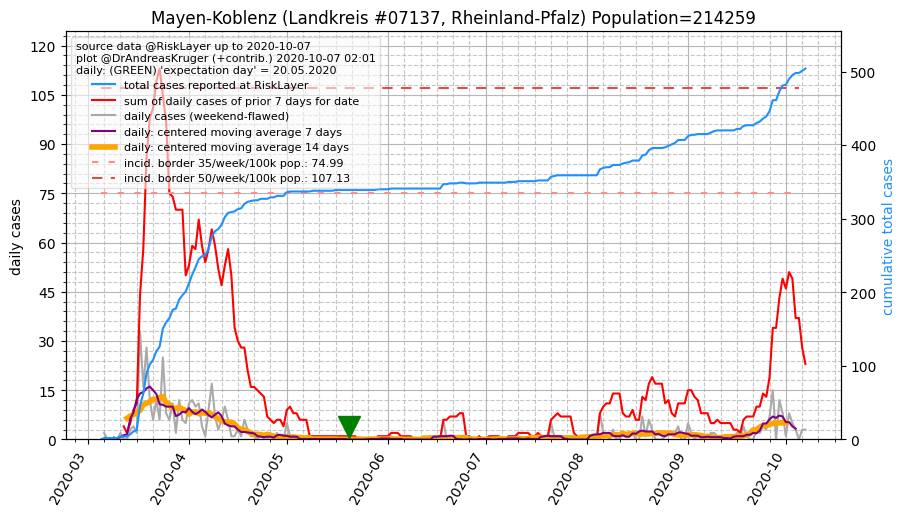 Mayen-Koblenz (Landkreis #07137, Rheinland-Pfalz) Population=214259
source data @RiskLayer up to 2020-10-07
plot @DrAndreasKruger (+contrib.) 2020-10-07 02:01
daily: (GREEN) 'expectation day' = 20.05.2020
total cases reported at RiskLayer
sum of daily cases of prior 7 days for date
daily cases (weekend-flawed)
daily: centered moving average 7 days
daily: centered moving average 14 days
incid. border 35/week/100k pop.: 74.99
incid. border 50/week/100k pop.: 107.13
daily cases
120
105
90
75
60
45
30
15
0
cumulative total cases
500
400
300
200
100
0
2020-03
2020-04
2020-05
2020-06
2020-07
2020-08
2020-09
2020-10